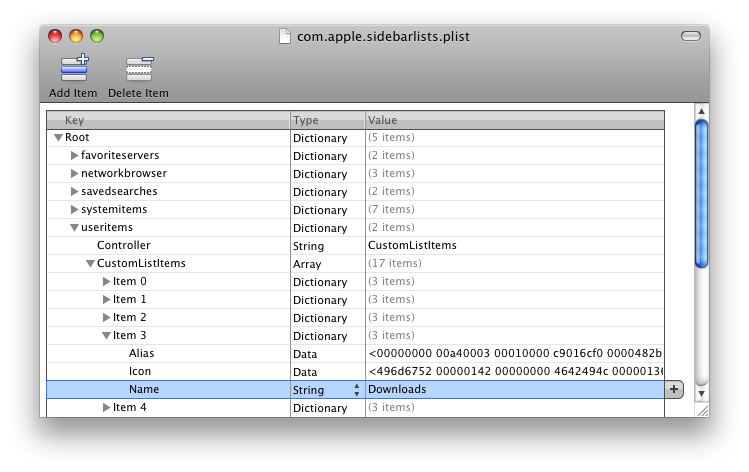 com.apple.sidebarlists.plist
Add Item Delete Item
Key Type Value
Root Dictionary (5 items)
favoriteservers Dictionary (2 items)
networkbrowser Dictionary (3 items)
savedsearches Dictionary (2 items)
systemitems Dictionary (7 items)
useritems Dictionary (2 items)
Controller String CustomListItems
CustomListItems Array (17 items)
Item 0 Dictionary (3 items)
Item 1 Dictionary (3 items)
Item 2 Dictionary (3 items)
Item 3 Dictionary (3 items)
Alias Data <00000000 00a40003 00010000 c9016cf0 0000482b
Icon Data <496d6752 00000142 00000000 4642494c 00000136
Name String Downloads
Item 4 Dictionary (3 items)